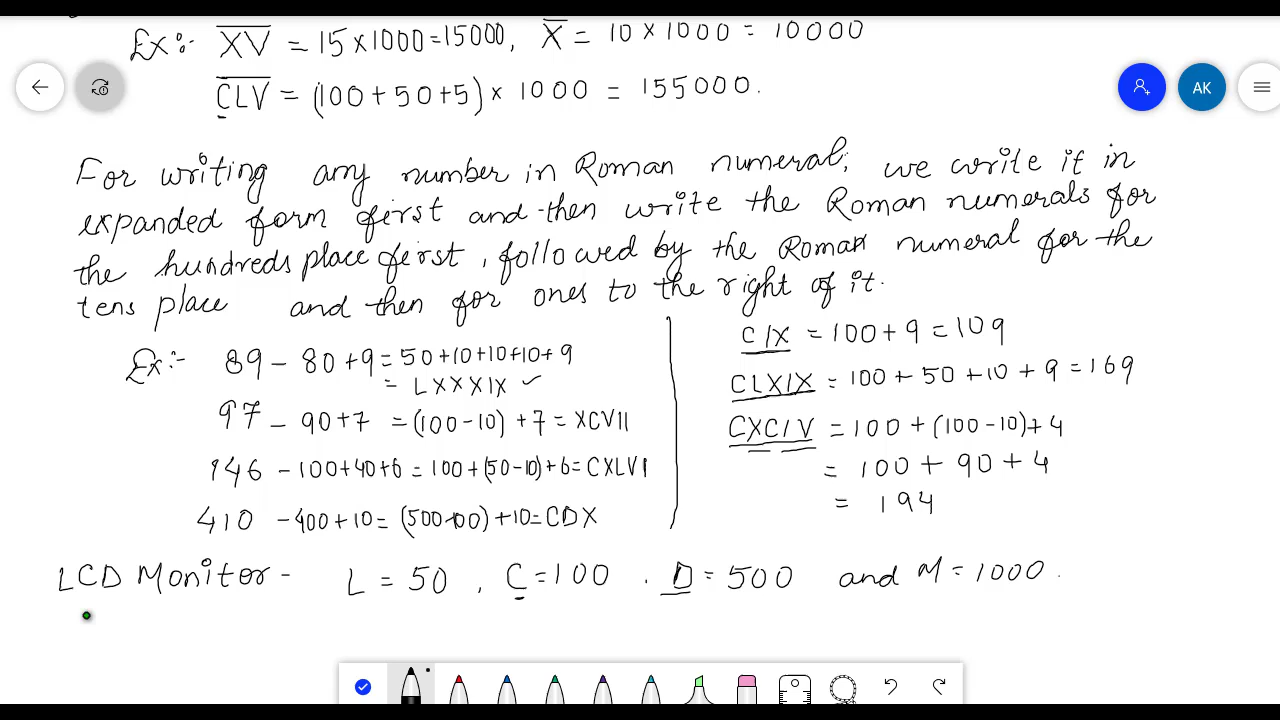 Ex:- X̅V̅ = 15×1000=15000, X̅ = 10×1000 = 10000
C̅L̅V̅ = (100+50+5)×1000 = 155000.
AK
For writing any number in Roman numeral, we write it in
expanded form first and then write the Roman numerals for
the hundreds place first, followed by the Roman numeral for the
tens place and then for ones to the right of it.
Ex:- 89 - 80+9 = 50+10+10+10+9
= LXXXIX ✓
97 - 90+7 = (100-10)+7 = XCVII
146 - 100+40+6 = 100+(50-10)+6 = CXLVI
410 - 400+10 = (500-100)+10 = CDX
CIX = 100+9 = 109
CLXIX = 100+50+10+9 = 169
CXCIV = 100+(100-10)+4
= 100+90+4
= 194
LCD Monitor - L = 50, C = 100. D = 500 and M = 1000.